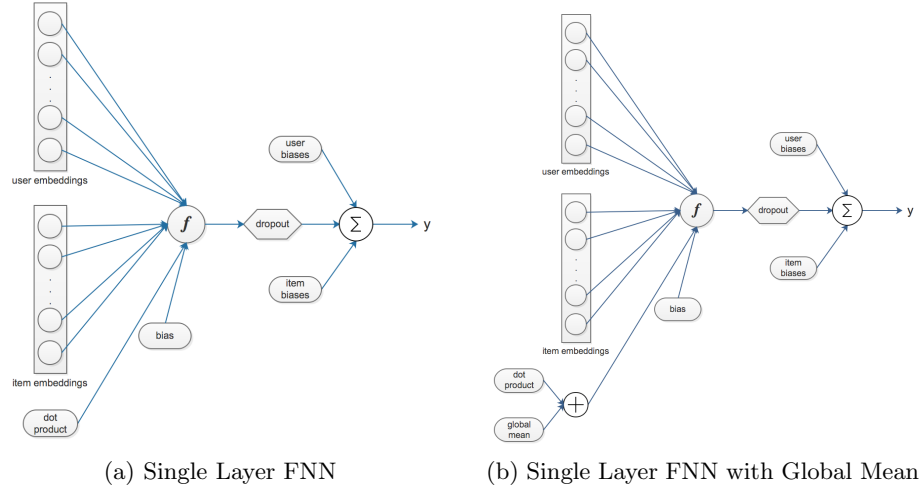 user embeddings
item embeddings
dot
product
bias
f
dropout
user
biases
item
biases
Σ
y
(a) Single Layer FNN
user embeddings
item embeddings
dot
product
global
mean
+
bias
f
dropout
user
biases
item
biases
Σ
y
(b) Single Layer FNN with Global Mean